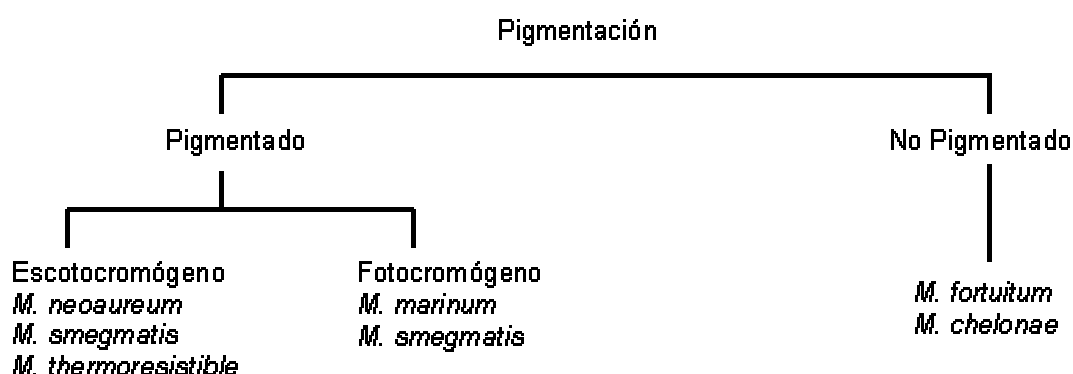 Pigmentación
Pigmentado
No Pigmentado
Escotocromógeno
M. neoaureum
M. smegmatis
M. thermoresistible
Fotocromógeno
M. marinum
M. smegmatis
M. fortuitum
M. chelonae